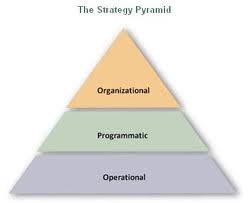 The Strategy Pyramid
Organizational
Programmatic
Operational